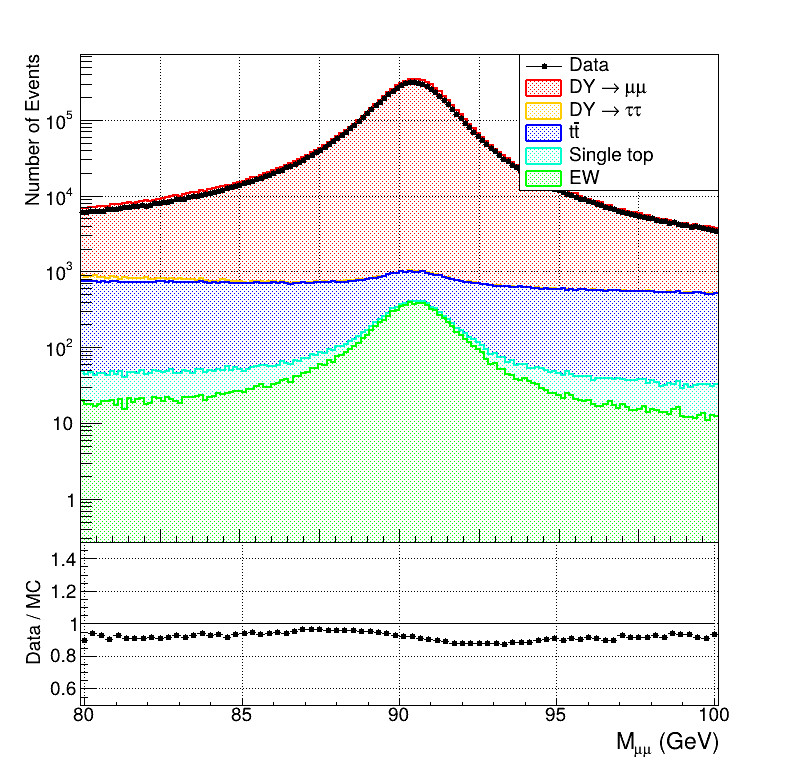 Number of Events
10⁵
10⁴
10³
10²
10
1
Data
DY → μμ
DY → ττ
tt̄
Single top
EW
Data / MC
1.4
1.2
1
0.8
0.6
80 85 90 95 100
M_μμ (GeV)